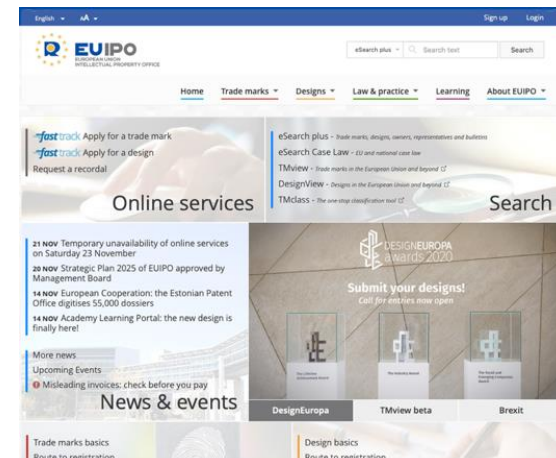 English
AA
Sign up
Login
EUIPO
EUROPEAN UNION
INTELLECTUAL PROPERTY OFFICE
eSearch plus
Search text
Search
Home
Trade marks
Designs
Law & practice
Learning
About EUIPO
fast track Apply for a trade mark
fast track Apply for a design
Request a recordal
Online services
eSearch plus - Trade marks, designs, owners, representatives and bulletins
eSearch Case Law - EU and national case law
TMview - Trade marks in the European Union and beyond
DesignView - Designs in the European Union and beyond
TMclass - The one-stop classification tool
Search
21 NOV Temporary unavailability of online services
on Saturday 23 November
20 NOV Strategic Plan 2025 of EUIPO approved by
Management Board
14 NOV European Cooperation: the Estonian Patent
Office digitises 55,000 dossiers
14 NOV Academy Learning Portal: the new design is
finally here!
More news
Upcoming Events
Misleading invoices: check before you pay
News & events
DESIGNEUROPA
awards 2020
Submit your designs!
Call for entries now open
DesignEuropa
TMview beta
Brexit
Trade marks basics
Route to registration
Design basics
Route to registration